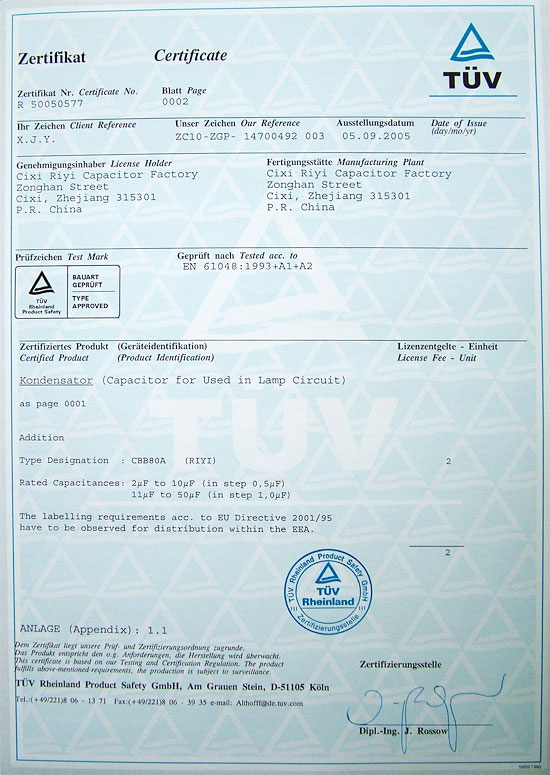 Zertifikat Certificate
TÜV
Zertifikat Nr. Certificate No. Blatt Page
R 50050577 0002
Ihr Zeichen Client Reference Unser Zeichen Our Reference Ausstellungsdatum Date of Issue
(day/mo/yr)
X.J.Y. ZC10-ZGP- 14700492 003 05.09.2005
Genehmigungsinhaber License Holder Fertigungsstätte Manufacturing Plant
Cixi Riyi Capacitor Factory Cixi Riyi Capacitor Factory
Zonghan Street Zonghan Street
Cixi, Zhejiang 315301 Cixi, Zhejiang 315301
P.R. China P.R. China
Prüfzeichen Test Mark Geprüft nach Tested acc. to
EN 61048:1993+A1+A2
BAUART
GEPRÜFT
TÜV
Rheinland
Product Safety
TYPE
APPROVED
Zertifiziertes Produkt (Geräteidentifikation) Lizenzentgelte - Einheit
Certified Product (Product Identification) License Fee - Unit
Kondensator (Capacitor for Used in Lamp Circuit)
as page 0001
TÜV
Addition
Type Designation : CBB80A (RIYI) 2
Rated Capacitances: 2µF to 10µF (in step 0,5µF)
11µF to 50µF (in step 1,0µF)
The labelling requirements acc. to EU Directive 2001/95
have to be observed for distribution within the EEA.
2
TÜV Rheinland Product Safety GmbH
TÜV
Rheinland
Zertifizierungsstelle
ANLAGE (Appendix): 1.1
Dem Zertifikat liegt unsere Prüf- und Zertifizierungsordnung zugrunde.
Das Produkt entspricht den o.g. Anforderungen, die Herstellung wird überwacht.
This certificate is based on our Testing and Certification Regulation. The product
fulfills above-mentioned-requirements, the production is subject to surveillance.
Zertifizierungsstelle
TÜV Rheinland Product Safety GmbH, Am Grauen Stein, D-51105 Köln
Tel.:(+49/221)8 06 - 13 71 Fax:(+49/221)8 06 - 39 35 e-mail: Althofff@de.tuv.com
Dipl.-Ing. J. Rossow